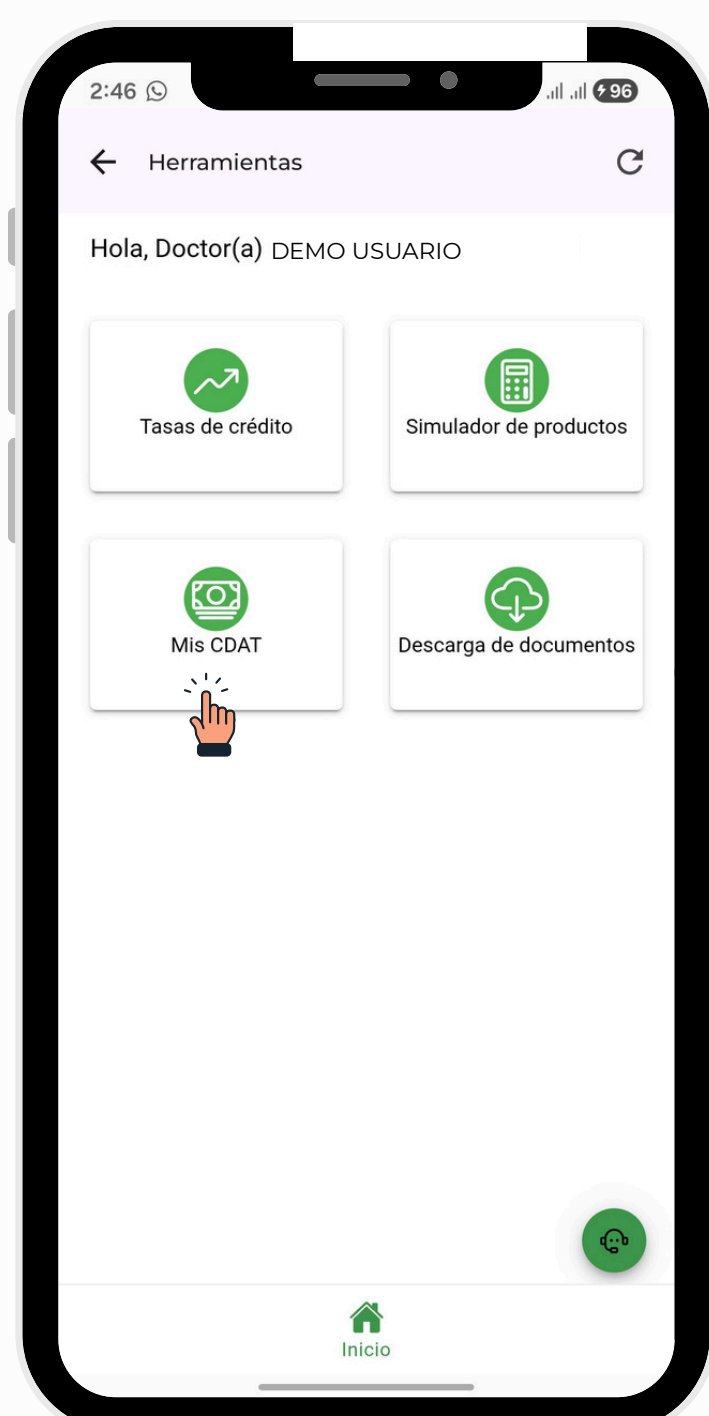 2:46 96
Herramientas
Hola, Doctor(a) DEMO USUARIO
Tasas de crédito
Simulador de productos
Mis CDAT
Descarga de documentos
Inicio